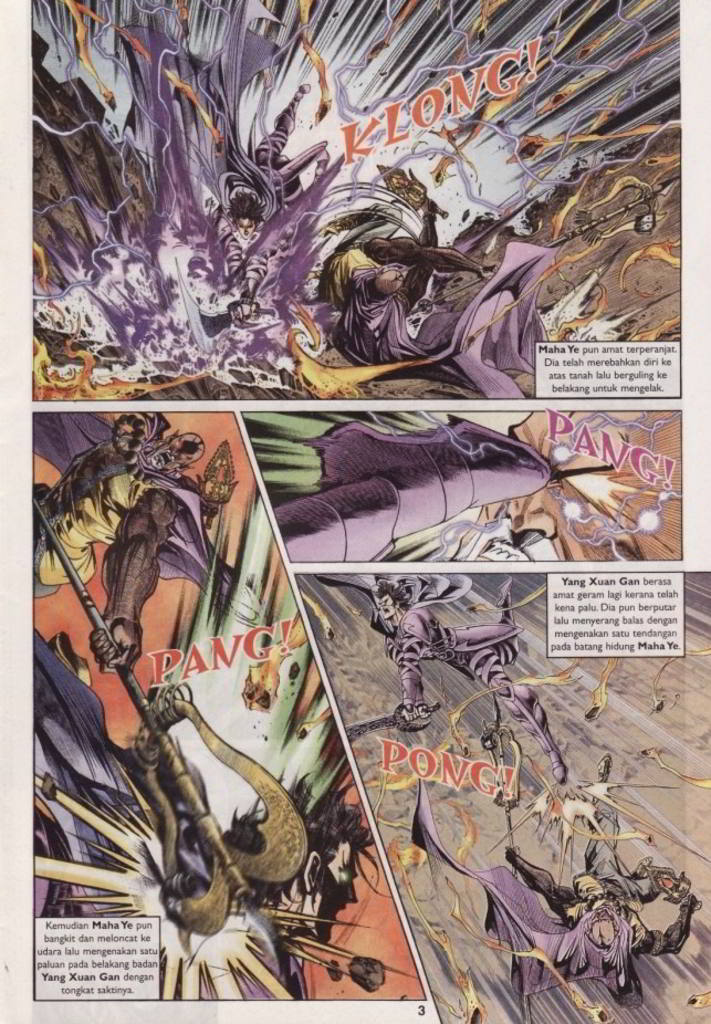 KLONG!
Maha Ye pun amat terperanjat.
Dia telah merebahkan diri ke
atas tanah lalu berguling ke
belakang untuk mengelak.
PANG!
Kemudian Maha Ye pun
bangkit dan meloncat ke
udara lalu mengenakan satu
paluan pada belakang badan
Yang Xuan Gan dengan
tongkat saktinya.
PANG!
Yang Xuan Gan berasa
amat geram lagi kerana telah
kena palu. Dia pun berputar
lalu menyerang balas dengan
mengenakan satu tendangan
pada batang hidung Maha Ye.
PONG!
3